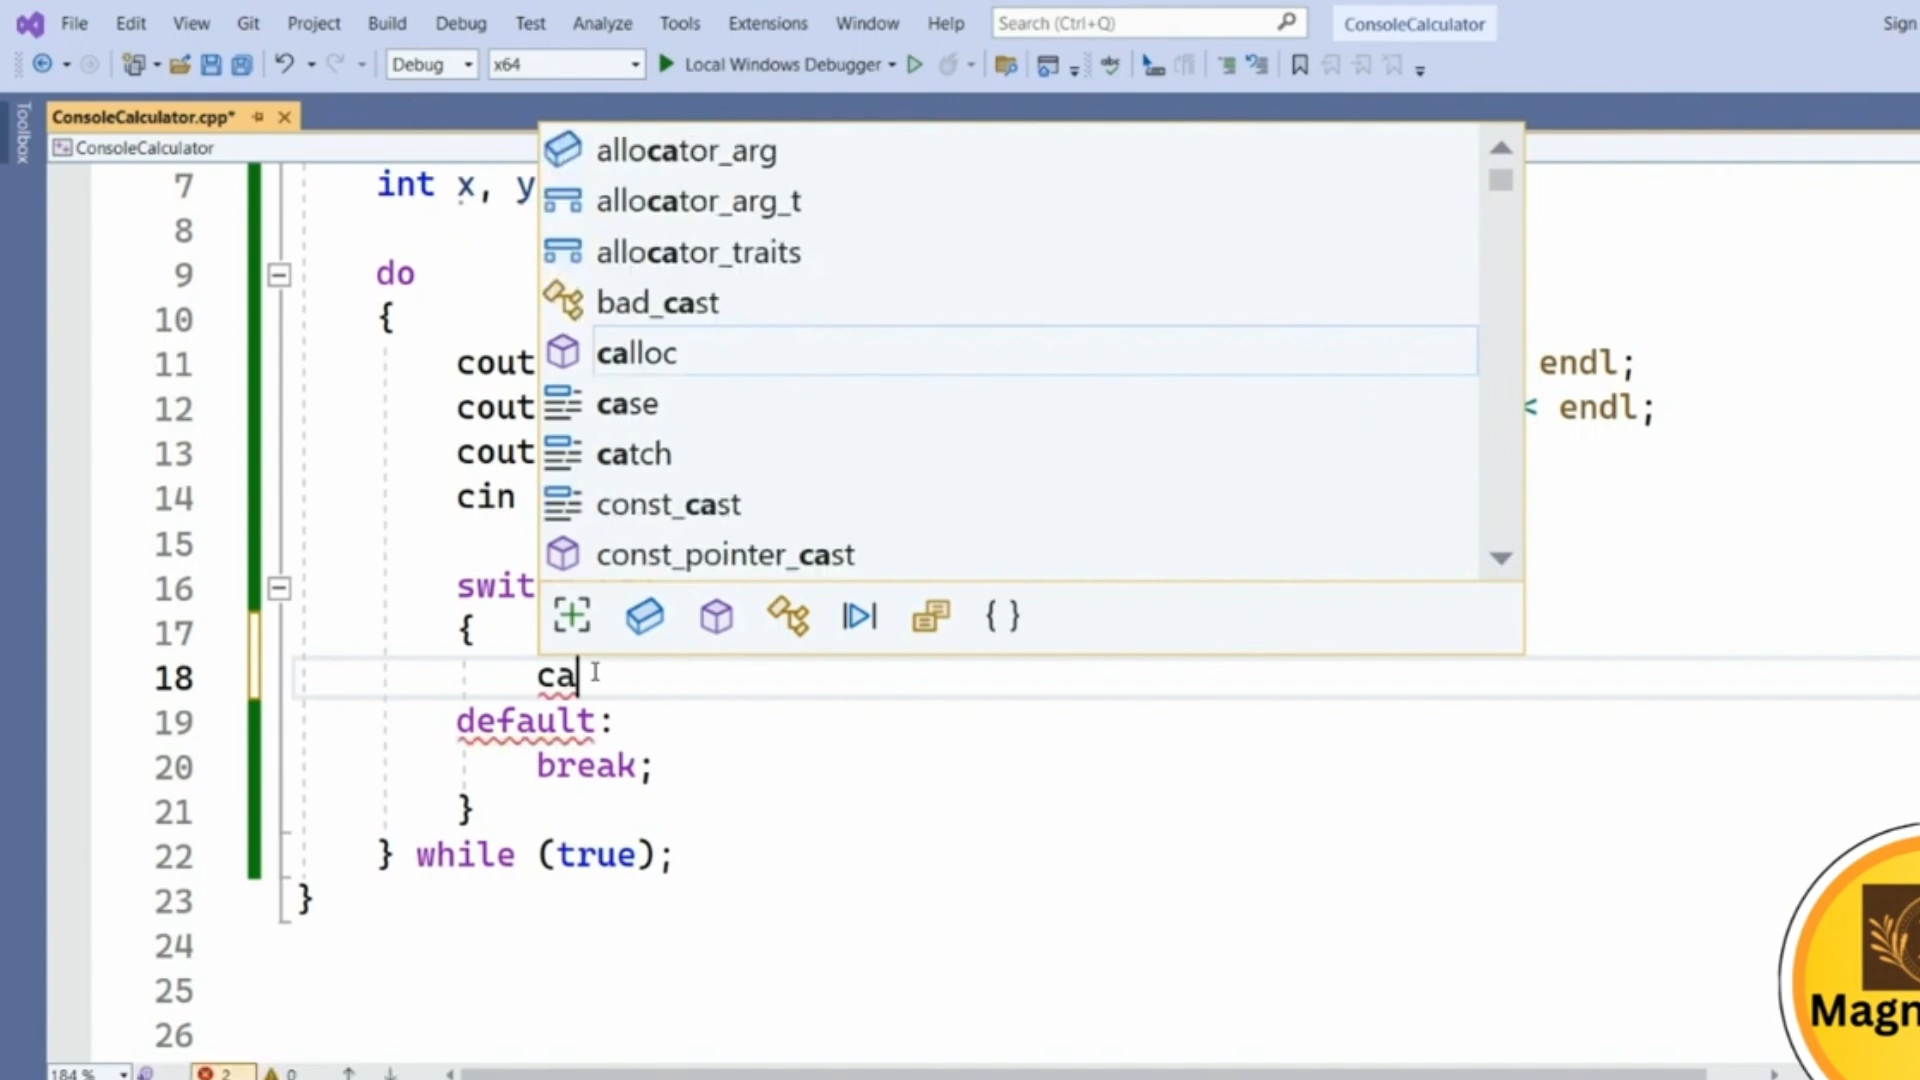 File Edit View Git Project Build Debug Test Analyze Tools Extensions Window Help Search (Ctrl+Q) ConsoleCalculator Sign
Debug x64 Local Windows Debugger
Toolbox
ConsoleCalculator.cpp*
ConsoleCalculator
allocator_arg
allocator_arg_t
allocator_traits
bad_cast
calloc
case
catch
const_cast
const_pointer_cast
{ }
7 int x, y
8
9 do
10 {
11 cout endl;
12 cout < endl;
13 cout
14 cin
15
16 swit
17 {
18 ca
19 default:
20 break;
21 }
22 } while (true);
23 }
24
25
26
184 % 2 0
Magn